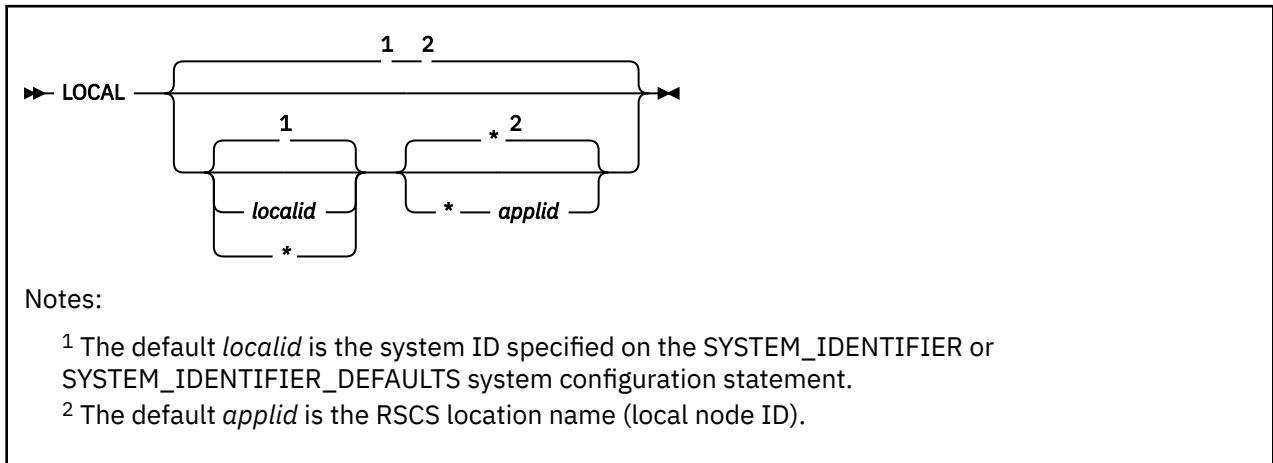 1 2
LOCAL
1 * 2
localid * applid
*
Notes:
1 The default localid is the system ID specified on the SYSTEM_IDENTIFIER or
SYSTEM_IDENTIFIER_DEFAULTS system configuration statement.
2 The default applid is the RSCS location name (local node ID).